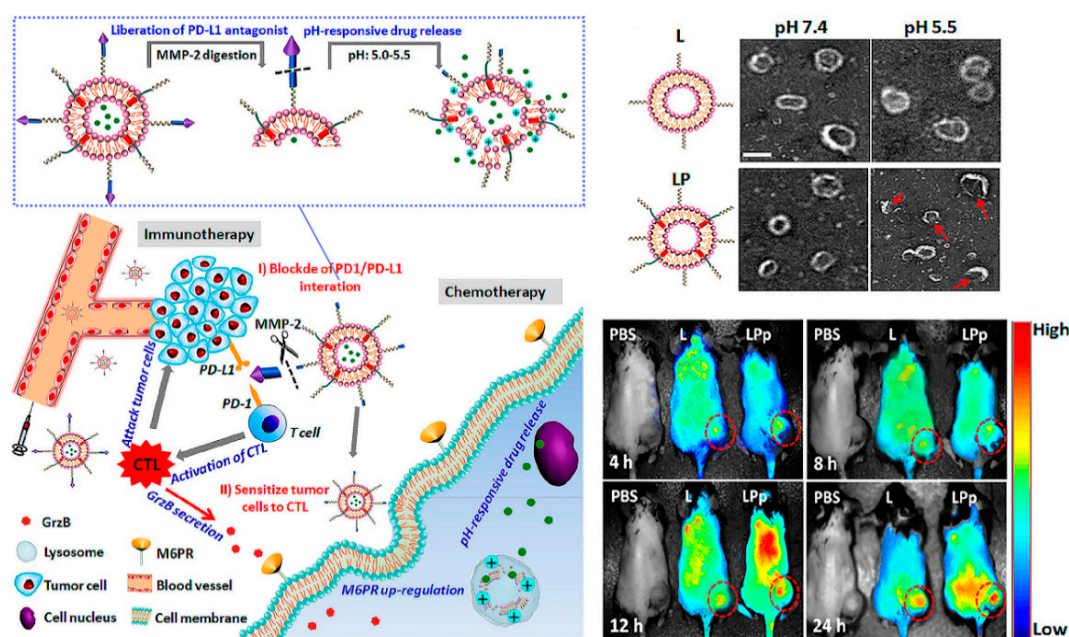 Liberation of PD-L1 antagonist
pH-responsive drug release
MMP-2 digestion
pH: 5.0-5.5
Immunotherapy
I) Blockde of PD1/PD-L1
interation
Chemotherapy
MMP-2
PD-L1
PD-1
T cell
Attack tumor cells
CTL
Activation of CTL
GrzB secretion
II) Sensitize tumor
cells to CTL
pH-responsive drug release
M6PR up-regulation
GrzB
Lysosome
M6PR
Tumor cell
Blood vessel
Cell nucleus
Cell membrane
L
pH 7.4
pH 5.5
LP
PBS
L
LPp
4 h
PBS
L
LPp
8 h
PBS
L
LPp
12 h
PBS
L
LPp
24 h
High
Low